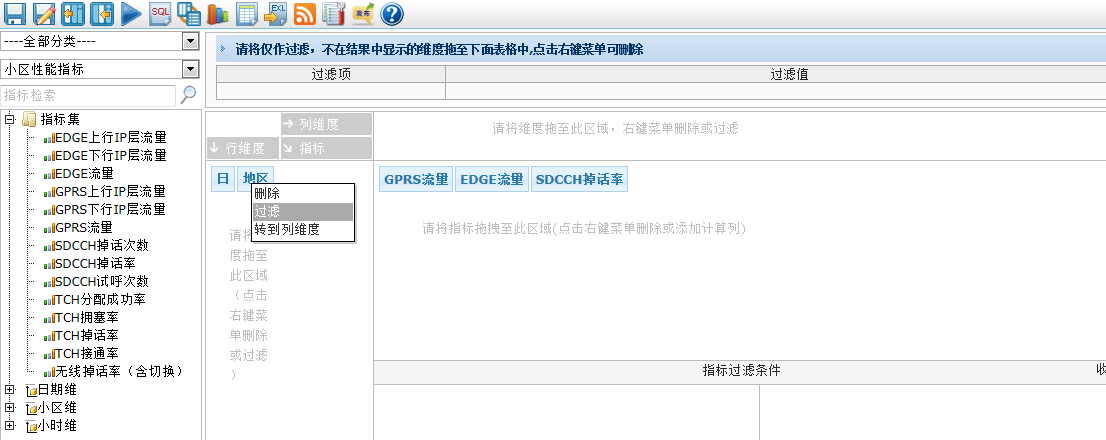 SQL
EXL
发布
----全部分类----
小区性能指标
指标检索
指标集
EDGE上行IP层流量
EDGE下行IP层流量
EDGE流量
GPRS上行IP层流量
GPRS下行IP层流量
GPRS流量
SDCCH掉话次数
SDCCH掉话率
SDCCH试呼次数
TCH分配成功率
TCH拥塞率
TCH掉话率
TCH接通率
无线掉话率（含切换）
日期维
小区维
小时维
请将仅作过滤，不在结果中显示的维度拖至下面表格中,点击右键菜单可删除
过滤项 过滤值
列维度
行维度 指标
请将维度拖至此区域，右键菜单删除或过滤
日 地区
删除
过滤
转到列维度
请将
度拖至
此区域
（点击
右键菜
单删除
或过滤
）
GPRS流量 EDGE流量 SDCCH掉话率
请将指标拖拽至此区域(点击右键菜单删除或添加计算列)
指标过滤条件